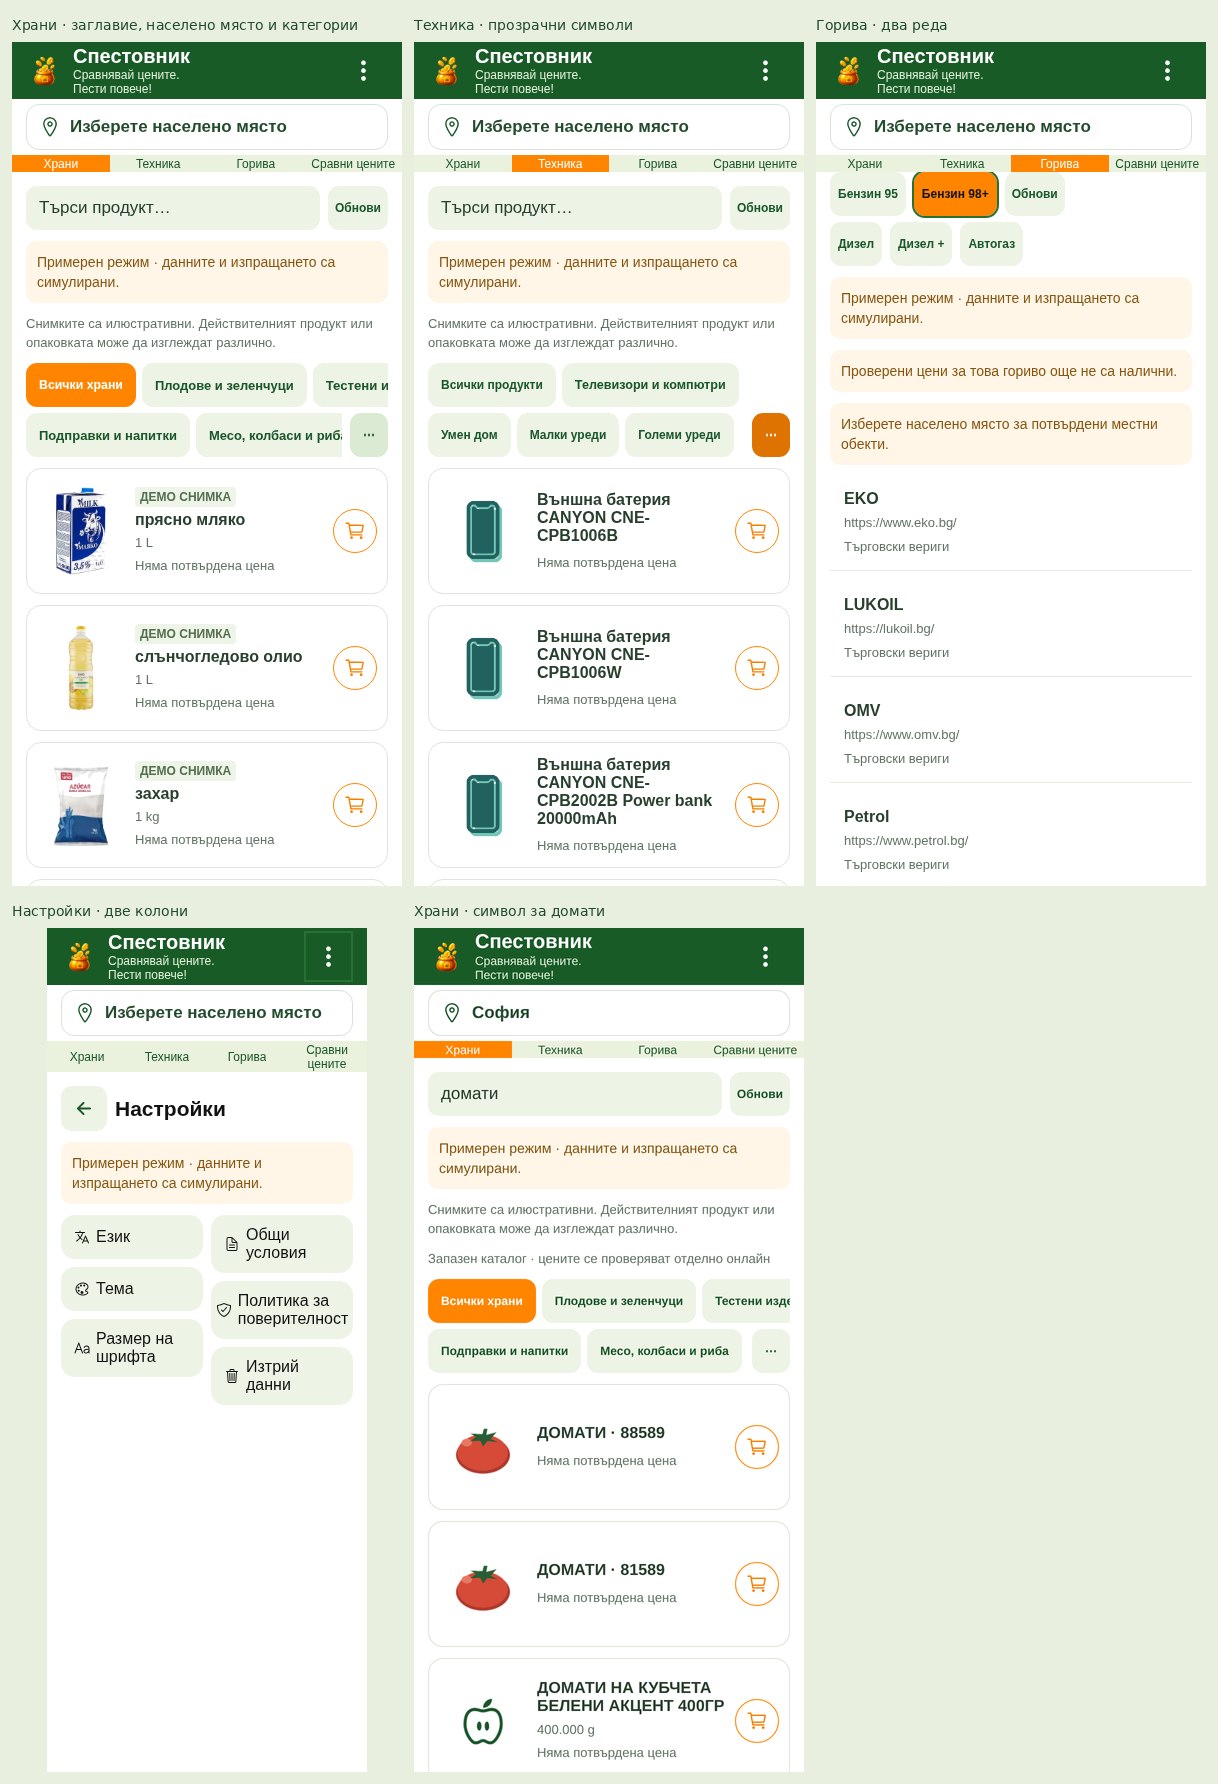 Храни · заглавие, населено място и категории
Спестовник
Сравнявай цените.
Пести повече!
Изберете населено място
Храни
Техника
Горива
Сравни цените
Търси продукт…
Обнови
Примерен режим · данните и изпращането са
симулирани.
Снимките са илюстративни. Действителният продукт или
опаковката може да изглеждат различно.
Всички храни
Плодове и зеленчуци
Тестени и
Подправки и напитки
Месо, колбаси и риба
...
MILK
МЛЯКО
3,5%
ДЕМО СНИМКА
прясно мляко
1 L
Няма потвърдена цена
ДЕМО СНИМКА
слънчогледово олио
1 L
Няма потвърдена цена
AZÚCAR
ДЕМО СНИМКА
захар
1 kg
Няма потвърдена цена
Техника · прозрачни символи
Спестовник
Сравнявай цените.
Пести повече!
Изберете населено място
Храни
Техника
Горива
Сравни цените
Търси продукт…
Обнови
Примерен режим · данните и изпращането са
симулирани.
Снимките са илюстративни. Действителният продукт или
опаковката може да изглеждат различно.
Всички продукти
Телевизори и компютри
Умен дом
Малки уреди
Големи уреди
...
Външна батерия
CANYON CNE-
CPB1006B
Няма потвърдена цена
Външна батерия
CANYON CNE-
CPB1006W
Няма потвърдена цена
Външна батерия
CANYON CNE-
CPB2002B Power bank
20000mAh
Няма потвърдена цена
Горива · два реда
Спестовник
Сравнявай цените.
Пести повече!
Изберете населено място
Храни
Техника
Горива
Сравни цените
Бензин 95
Бензин 98+
Обнови
Дизел
Дизел +
Автогаз
Примерен режим · данните и изпращането са
симулирани.
Проверени цени за това гориво още не са налични.
Изберете населено място за потвърдени местни
обекти.
EKO
https://www.eko.bg/
Търговски вериги
LUKOIL
https://lukoil.bg/
Търговски вериги
OMV
https://www.omv.bg/
Търговски вериги
Petrol
https://www.petrol.bg/
Търговски вериги
Настройки · две колони
Спестовник
Сравнявай цените.
Пести повече!
Изберете населено място
Храни
Техника
Горива
Сравни
цените
Настройки
Примерен режим · данните и
изпращането са симулирани.
Език
Тема
Aa Размер на
шрифта
Общи
условия
Политика за
поверителност
Изтрий
данни
Храни · символ за домати
Спестовник
Сравнявай цените.
Пести повече!
София
Храни
Техника
Горива
Сравни цените
домати
Обнови
Примерен режим · данните и изпращането са
симулирани.
Снимките са илюстративни. Действителният продукт или
опаковката може да изглеждат различно.
Запазен каталог · цените се проверяват отделно онлайн
Всички храни
Плодове и зеленчуци
Тестени изде
Подправки и напитки
Месо, колбаси и риба
...
ДОМАТИ · 88589
Няма потвърдена цена
ДОМАТИ · 81589
Няма потвърдена цена
ДОМАТИ НА КУБЧЕТА
БЕЛЕНИ АКЦЕНТ 400ГР
400.000 g
Няма потвърдена цена